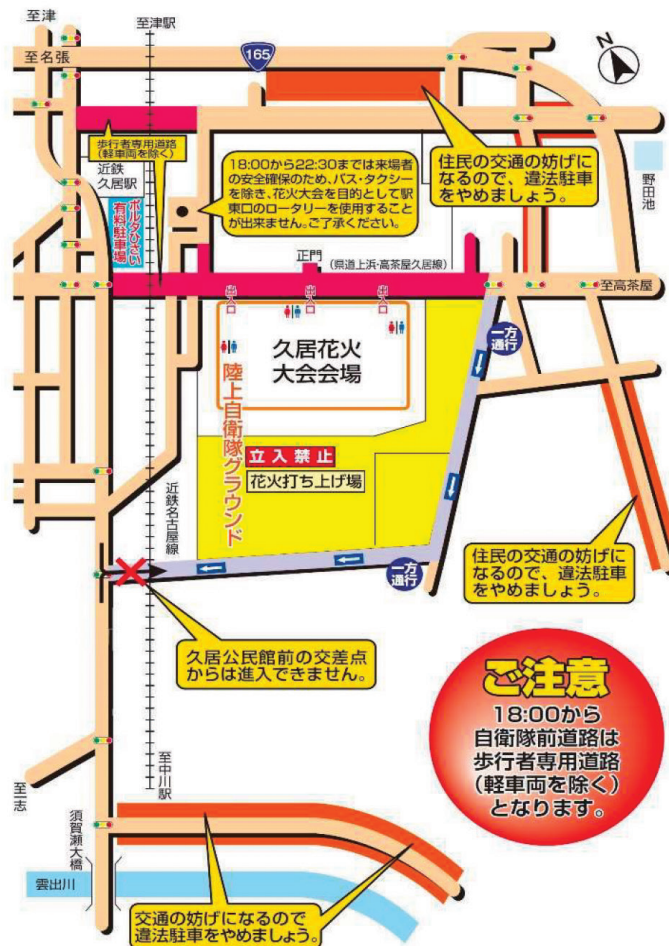 至津
至津駅
至名張
165
N
歩行者専用道路
(軽車両を除く)
近鉄
久居駅
ポルタひさい
有料駐車場
18:00から22:30までは来場者
の安全確保のため、バス・タクシー
を除き、花火大会を目的として駅
東口のロータリーを使用すること
が出来ません。ご了承ください。
住民の交通の妨げに
なるので、違法駐車
をやめましょう。
野田池
正門
(県道上浜・高茶屋久居線)
至高茶屋
出入口
出入口
出入口
久居花火
大会会場
一方
通行
陸上自衛隊グラウンド
立入禁止
花火打ち上げ場
近鉄名古屋線
一方
通行
住民の交通の妨げに
なるので、違法駐車
をやめましょう。
久居公民館前の交差点
からは進入できません。
ご注意
18:00から
自衛隊前道路は
歩行者専用道路
(軽車両を除く)
となります。
至中川駅
至一志
須賀瀬大橋
雲出川
交通の妨げになるので
違法駐車をやめましょう。